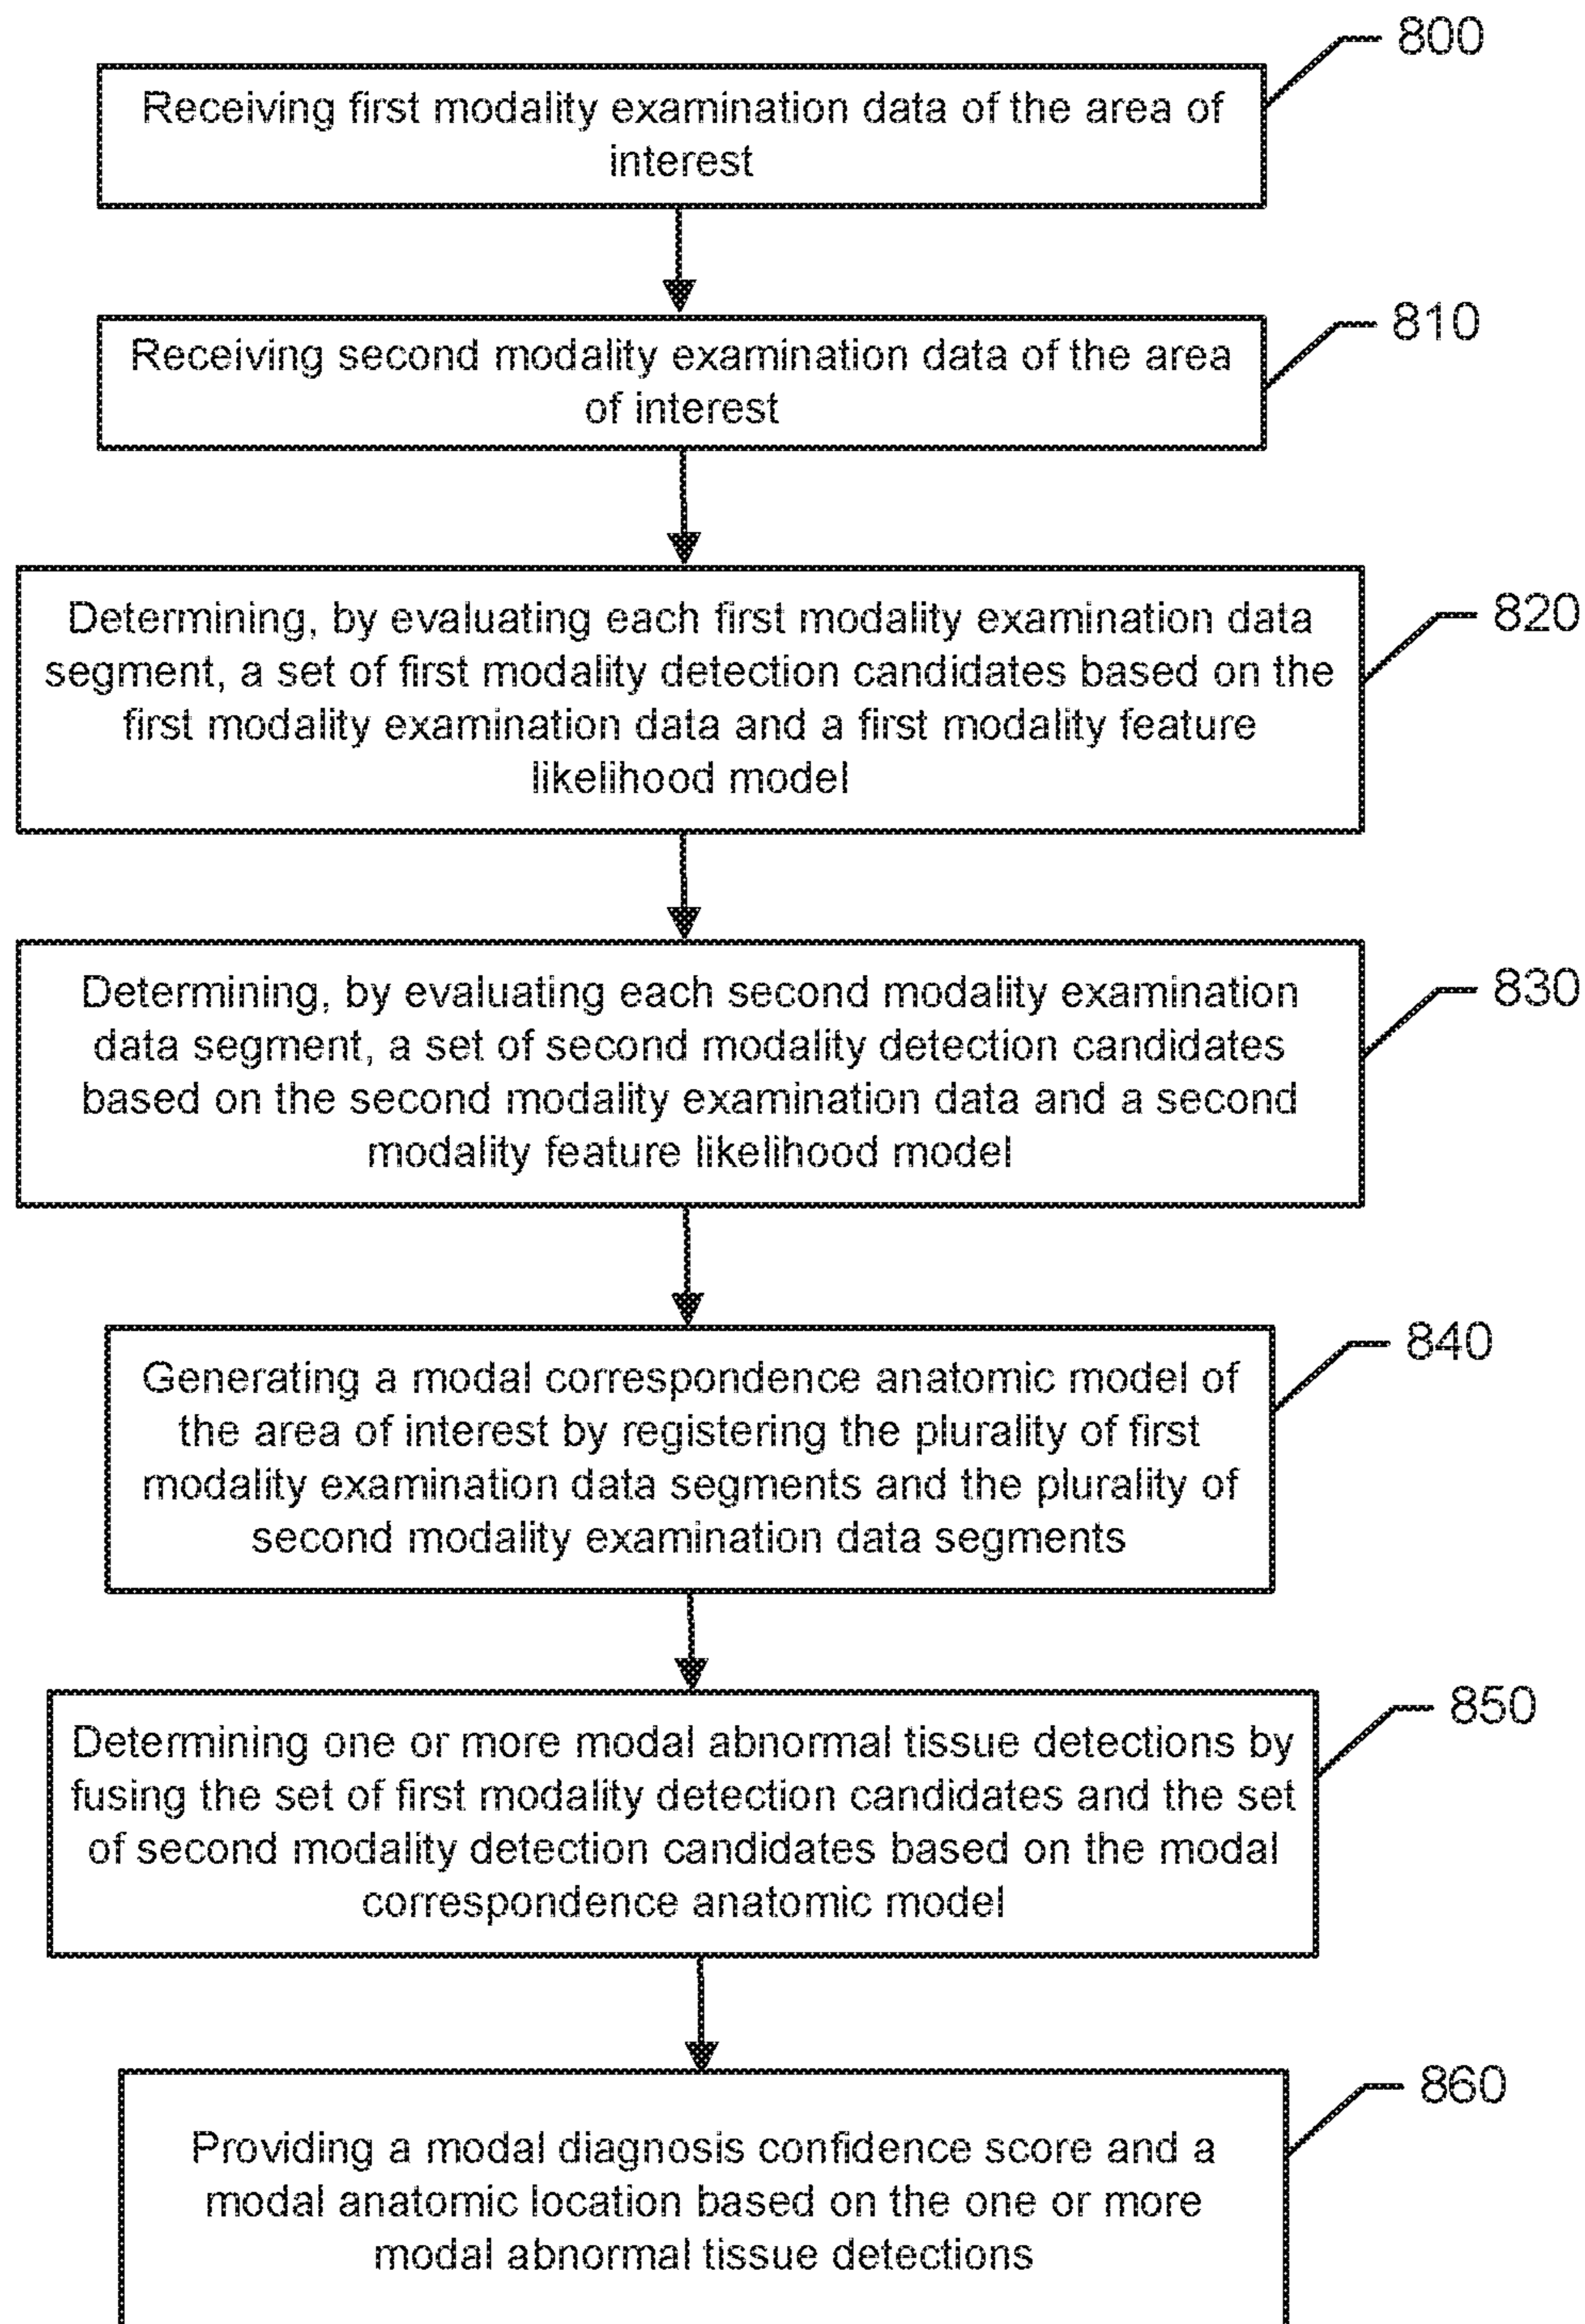 800
Receiving first modality examination data of the area of
interest
810
Receiving second modality examination data of the area
of interest
820
Determining, by evaluating each first modality examination data
segment, a set of first modality detection candidates based on the
first modality examination data and a first modality feature
likelihood model
830
Determining, by evaluating each second modality examination
data segment, a set of second modality detection candidates
based on the second modality examination data and a second
modality feature likelihood model
840
Generating a modal correspondence anatomic model of
the area of interest by registering the plurality of first
modality examination data segments and the plurality of
second modality examination data segments
850
Determining one or more modal abnormal tissue detections by
fusing the set of first modality detection candidates and the set
of second modality detection candidates based on the modal
correspondence anatomic model
860
Providing a modal diagnosis confidence score and a
modal anatomic location based on the one or more
modal abnormal tissue detections